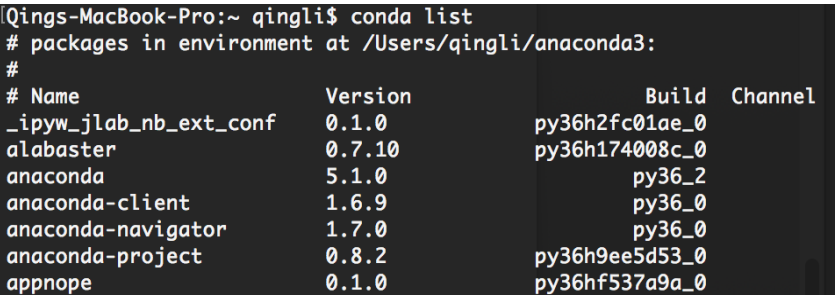 [Qings-MacBook-Pro:~ qingli$ conda list
# packages in environment at /Users/qingli/anaconda3:
#
# Name Version Build Channel
_ipyw_jlab_nb_ext_conf 0.1.0 py36h2fc01ae_0
alabaster 0.7.10 py36h174008c_0
anaconda 5.1.0 py36_2
anaconda-client 1.6.9 py36_0
anaconda-navigator 1.7.0 py36_0
anaconda-project 0.8.2 py36h9ee5d53_0
appnope 0.1.0 py36hf537a9a_0